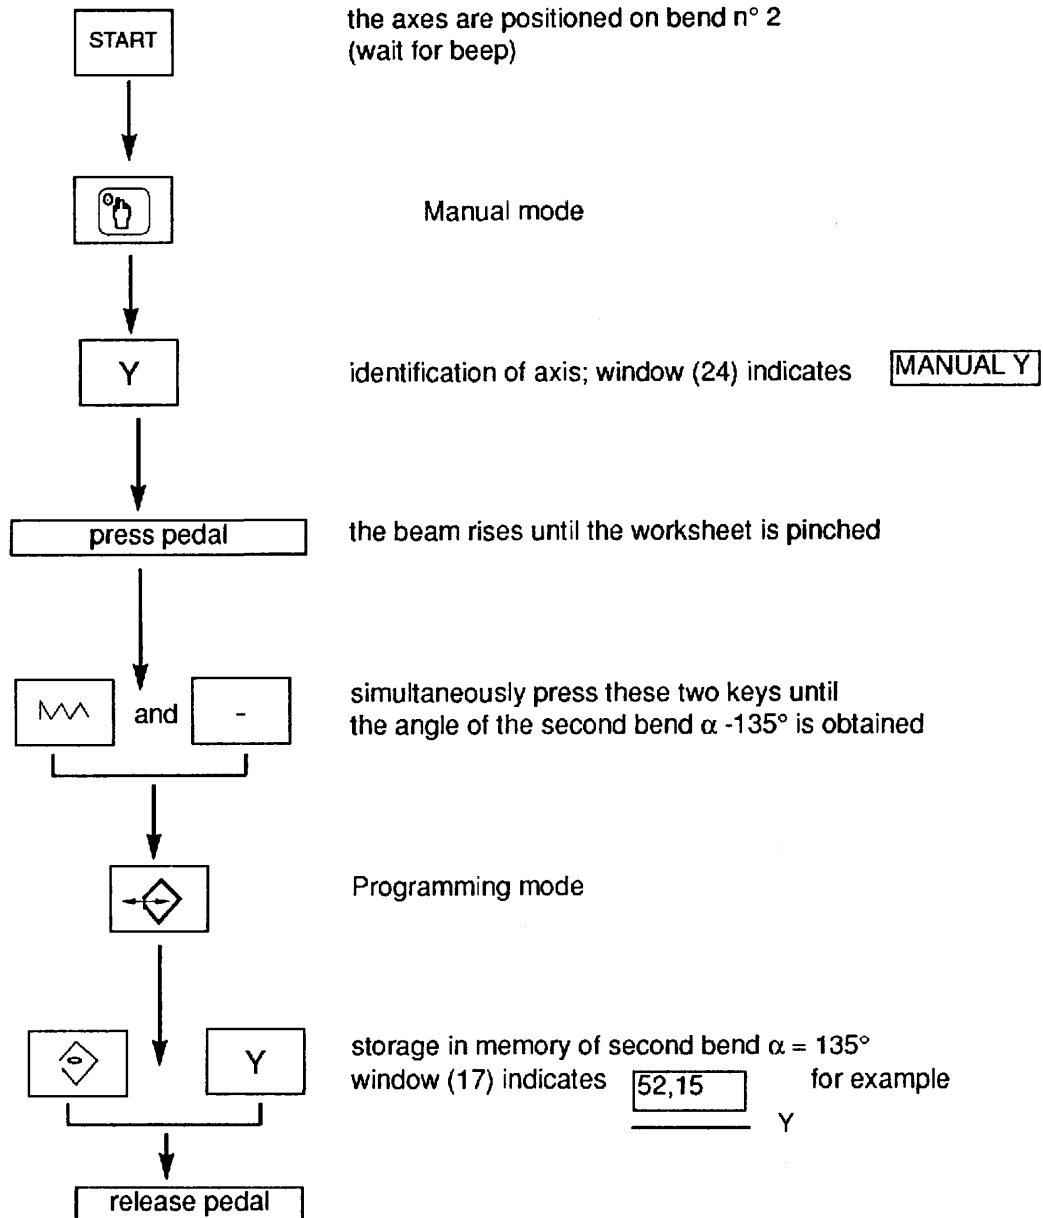 START
the axes are positioned on bend n° 2
(wait for beep)
Manual mode
Y
identification of axis; window (24) indicates MANUAL Y
press pedal
the beam rises until the worksheet is pinched
and -
simultaneously press these two keys until
the angle of the second bend α -135° is obtained
Programming mode
Y
storage in memory of second bend α = 135°
window (17) indicates 52,15 for example
Y
release pedal